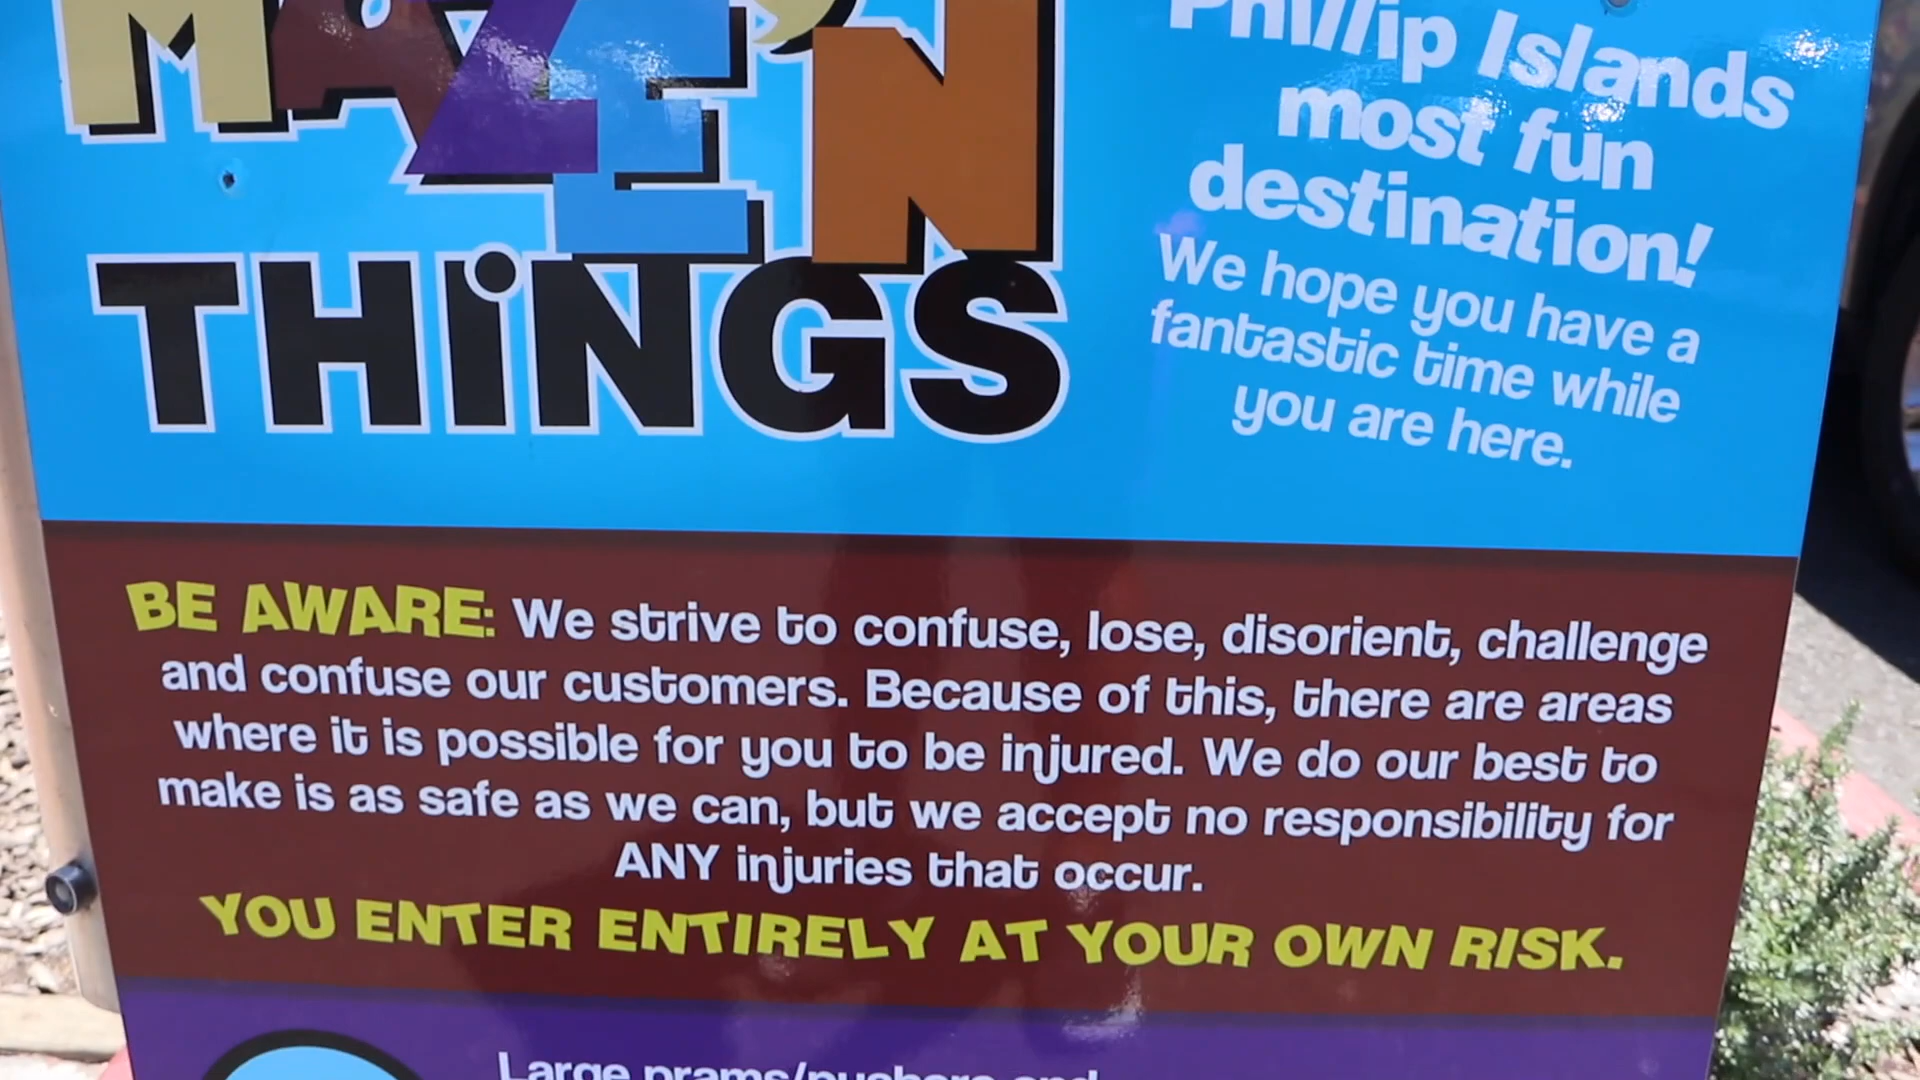 MAZE'N
THiNGS
Phillip Islands
most fun
destination!
We hope you have a
fantastic time while
you are here.
BE AWARE: We strive to confuse, lose, disorient, challenge
and confuse our customers. Because of this, there are areas
where it is possible for you to be injured. We do our best to
make is as safe as we can, but we accept no responsibility for
ANY injuries that occur.
YOU ENTER ENTIRELY AT YOUR OWN RISK.
Large prams/pushers and